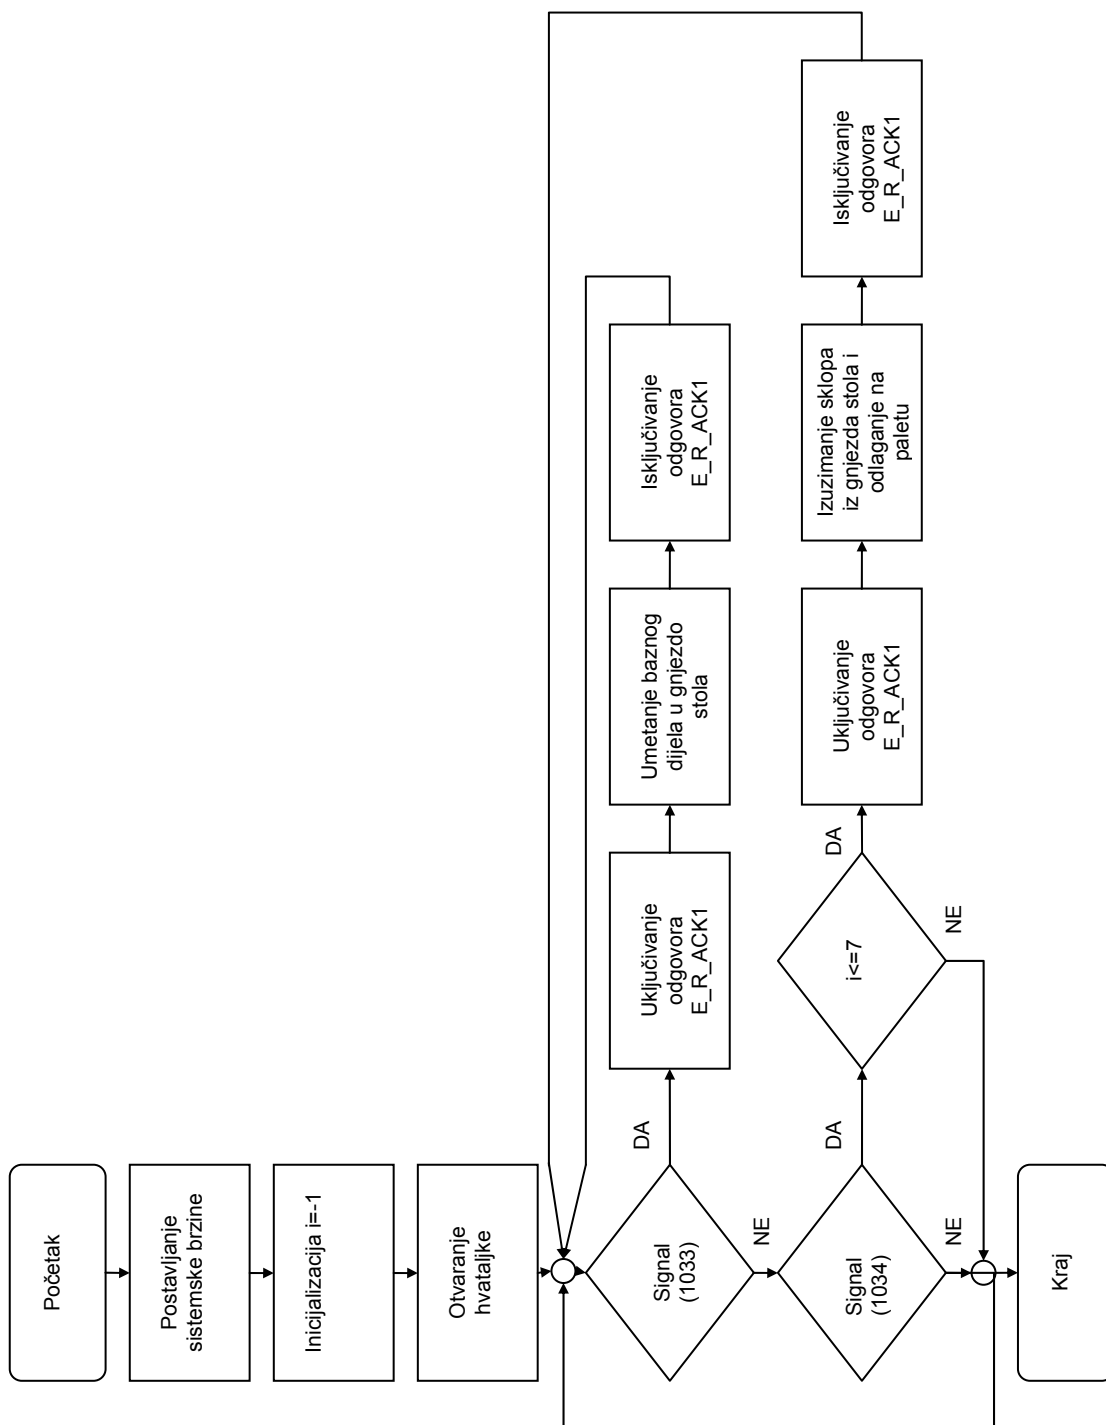 Početak
Postavljanje
sistemske brzine
Inicijalizacija i=-1
Otvaranje
hvataljke
Signal
(1033)
DA
NE
Uključivanje
odgovora
E_R_ACK1
Umetanje baznog
dijela u gnjezdo
stola
Isključivanje
odgovora
E_R_ACK1
Signal
(1034)
DA
NE
i<=7
DA
NE
Uključivanje
odgovora
E_R_ACK1
Izuzimanje sklopa
iz gnjezda stola i
odlaganje na
paletu
Isključivanje
odgovora
E_R_ACK1
Kraj